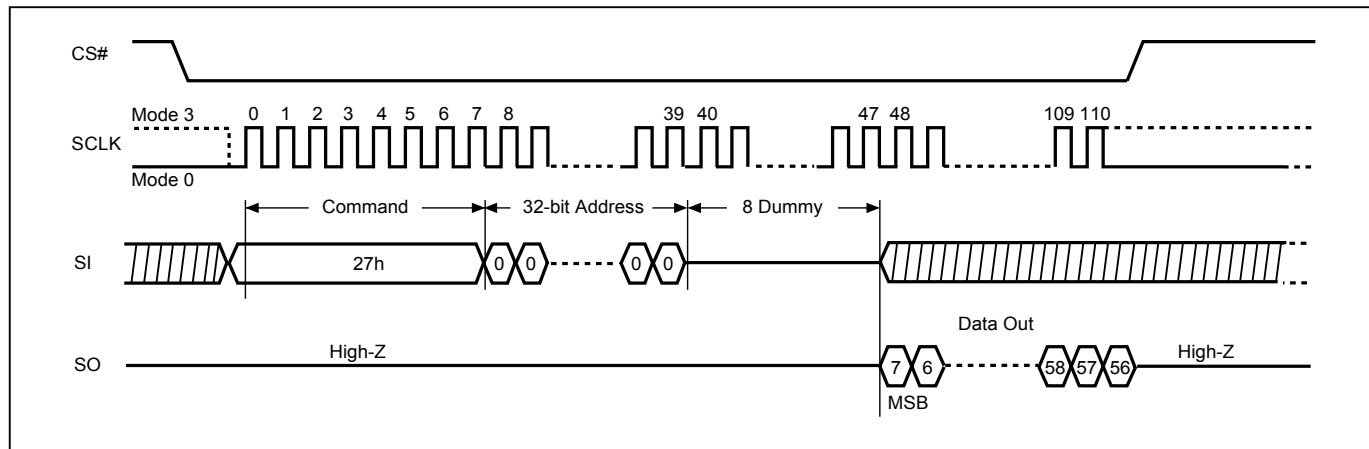 CS#
Mode 3
0 1 2 3 4 5 6 7 8 39 40 47 48 109 110
SCLK
Mode 0
Command 32-bit Address 8 Dummy
SI 27h 0 0 0 0
Data Out
SO High-Z 7 6 58 57 56 High-Z
MSB